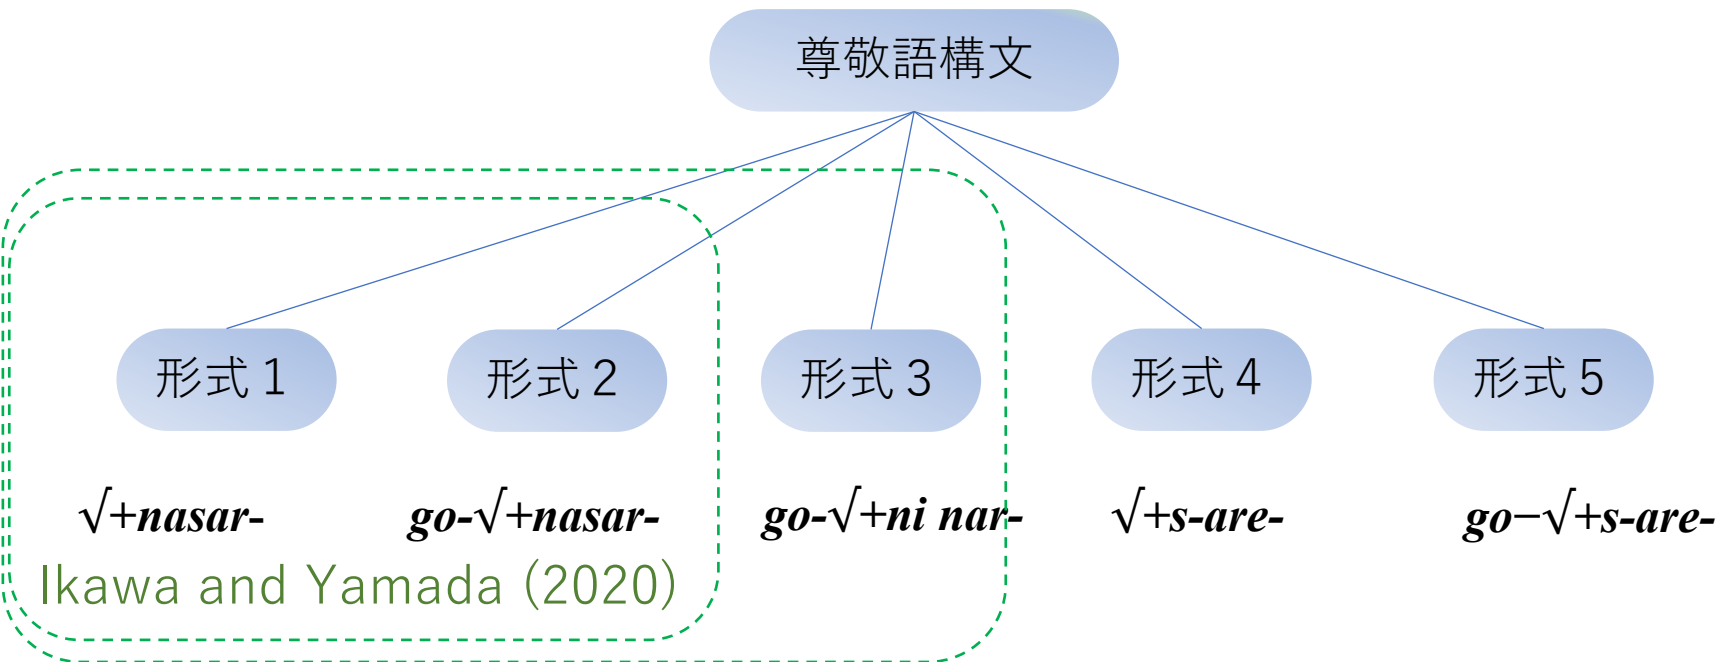 尊敬語構文
形式1
形式2
形式3
形式4
形式5
√+nasar-
go-√+nasar-
go-√+ni nar-
√+s-are-
go−√+s-are-
Ikawa and Yamada (2020)